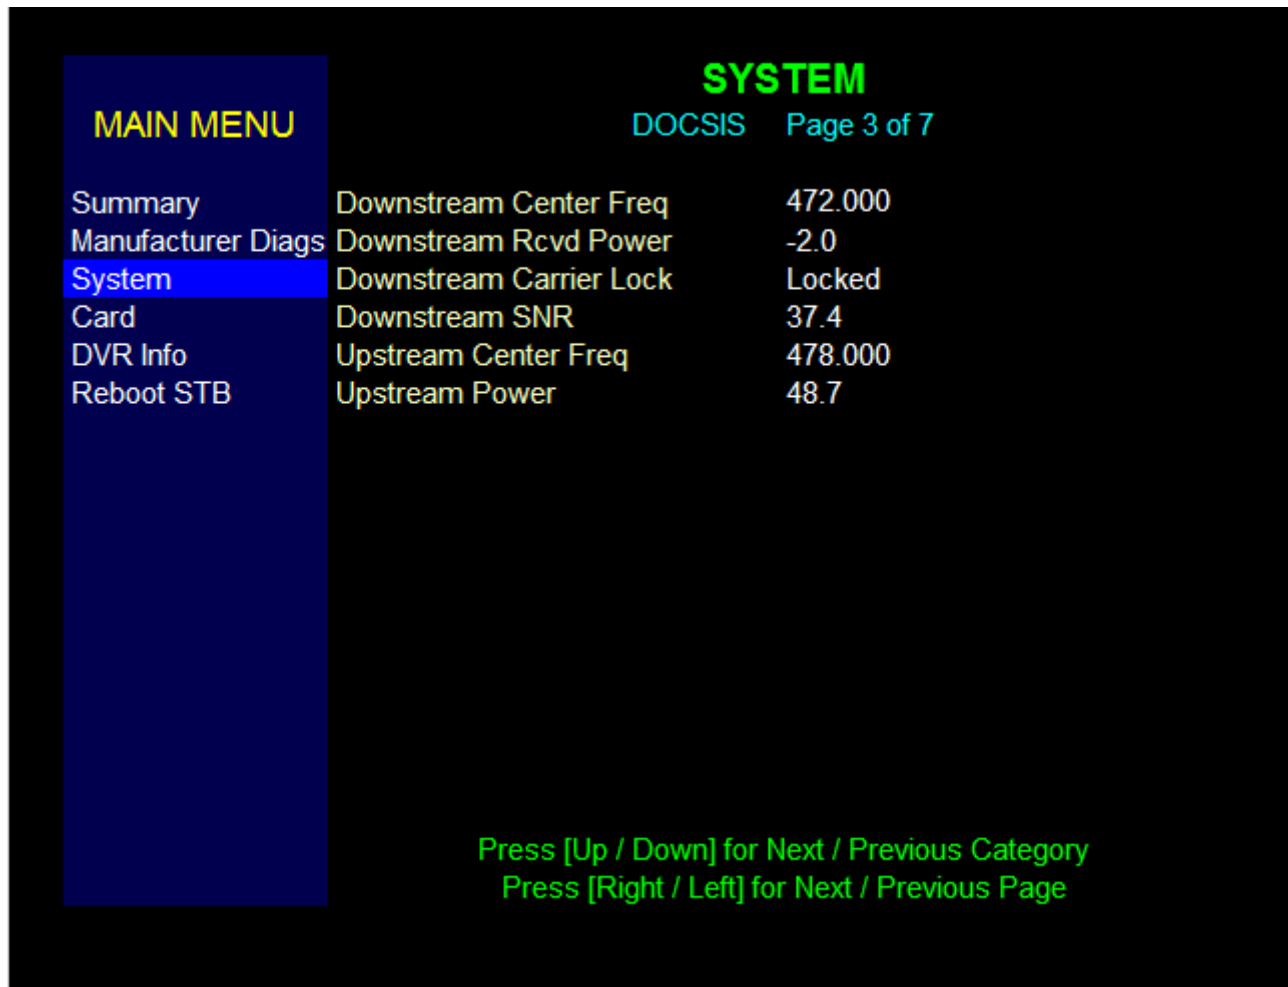 SYSTEM
MAIN MENU
DOCSIS Page 3 of 7
Summary Downstream Center Freq 472.000
Manufacturer Diags Downstream Rcvd Power -2.0
System Downstream Carrier Lock Locked
Card Downstream SNR 37.4
DVR Info Upstream Center Freq 478.000
Reboot STB Upstream Power 48.7
Press [Up / Down] for Next / Previous Category
Press [Right / Left] for Next / Previous Page